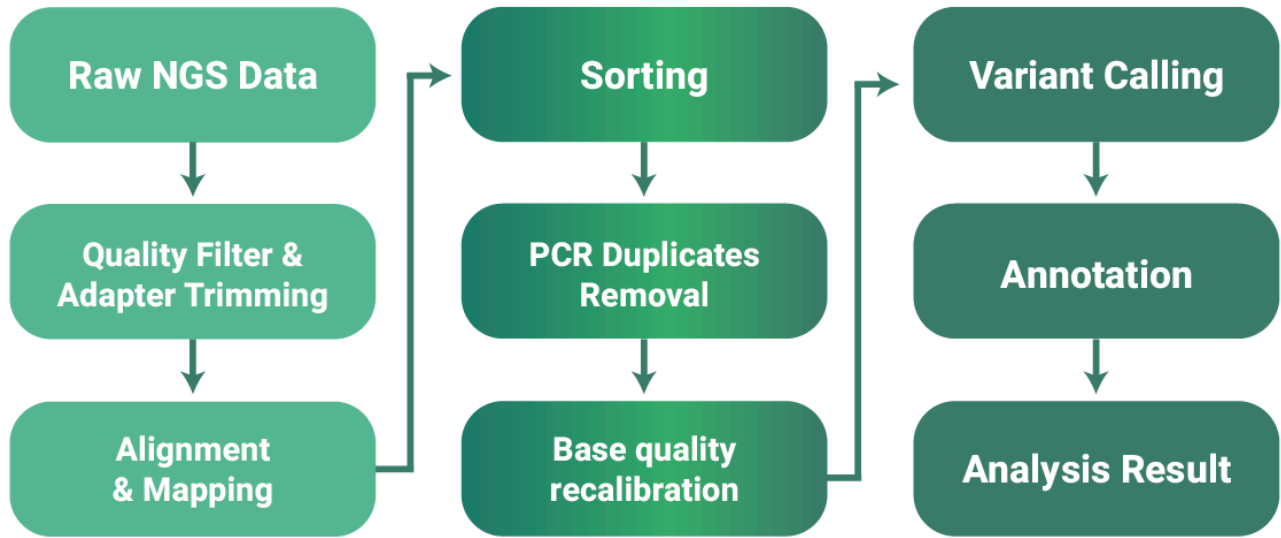 Raw NGS Data
Quality Filter &
Adapter Trimming
Alignment
& Mapping
Sorting
PCR Duplicates
Removal
Base quality
recalibration
Variant Calling
Annotation
Analysis Result